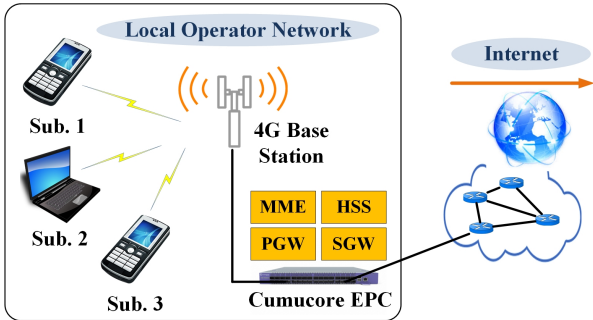 Local Operator Network
Internet
Sub. 1
4G Base
Station
MME
HSS
Sub. 2
PGW
SGW
Sub. 3
Cumucore EPC